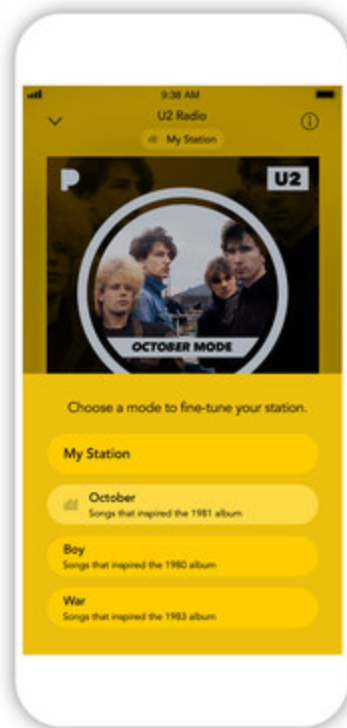 9:38 AM
U2 Radio
My Station
U2
OCTOBER MODE
Choose a mode to fine-tune your station.
My Station
October
Songs that inspired the 1981 album
Boy
Songs that inspired the 1980 album
War
Songs that inspired the 1983 album